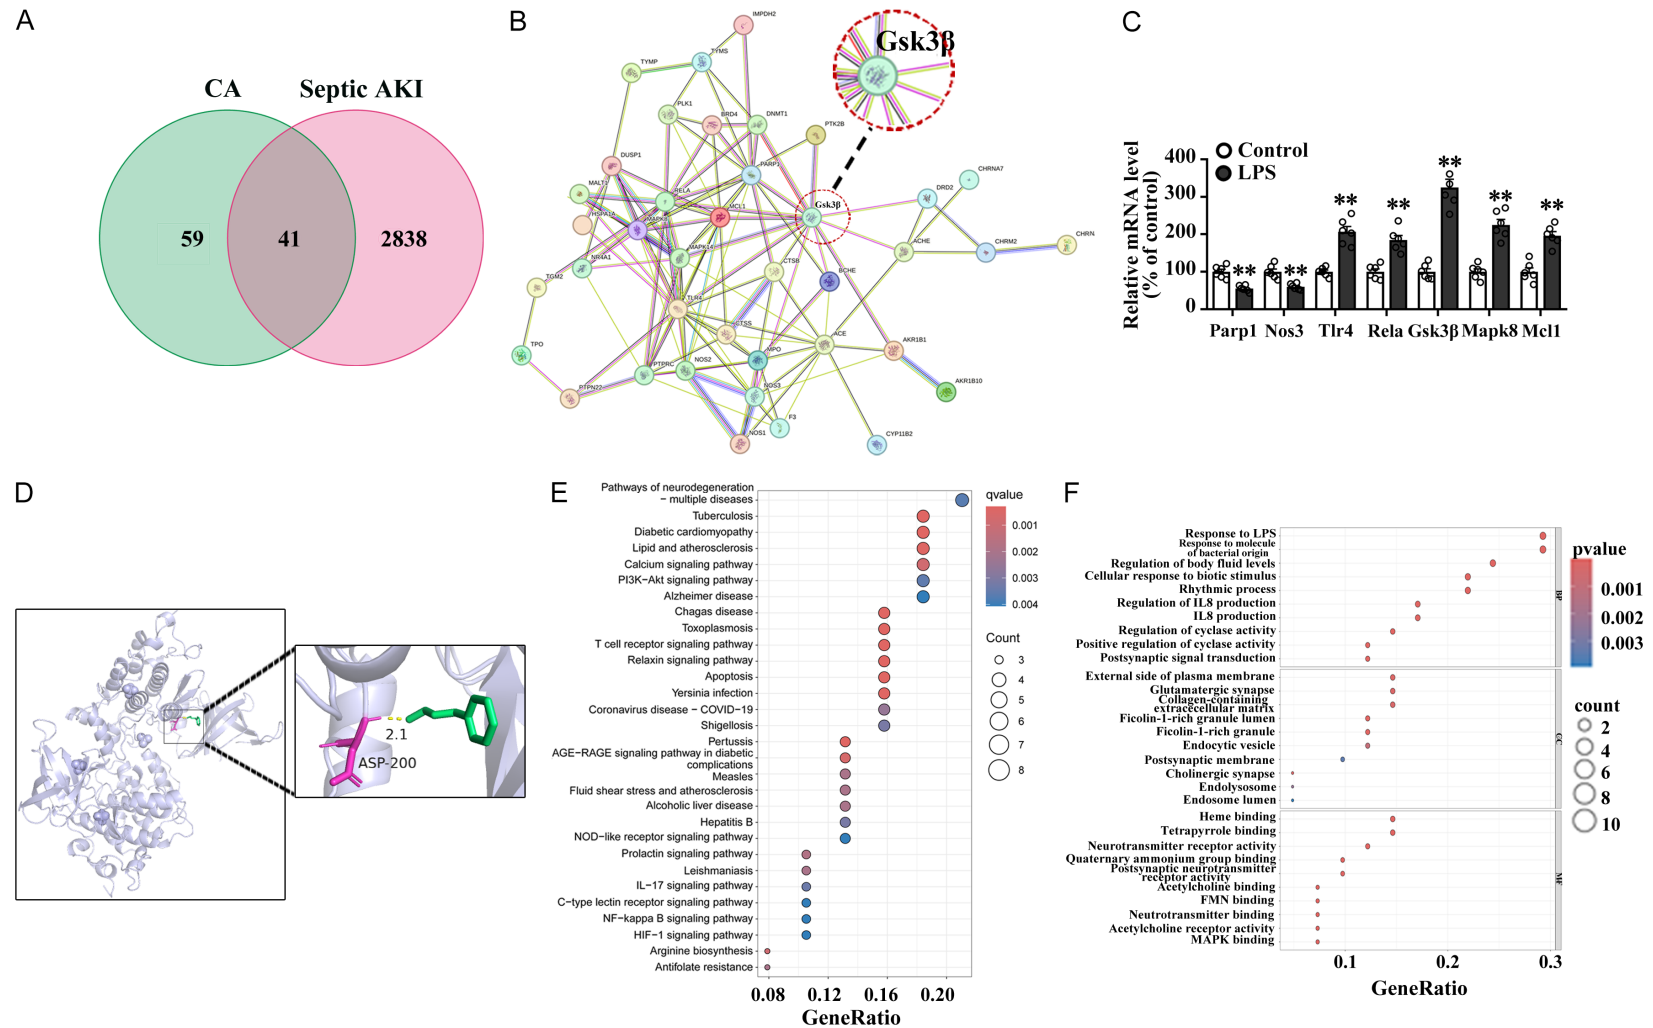 A
CA
Septic AKI
59
41
2838
B
IMPDH2
TYMS
TYMP
PLK1
BRD4
DNMT1
PTK2B
DUSP1
PARP1
MALT1
RELA
HSPA1A
MAPK8
MCL1
Gsk3β
Gsk3β
CHRNA7
DRD2
ACHE
CHRM2
CHRN
NR4A1
MAPK14
CTSB
BCHE
TGM2
TLR4
CTSS
ACE
AKR1B1
TPO
PTPRC
NOS2
MPO
PTPN22
NOS3
AKR1B10
F3
NOS1
CYP11B2
C
Relative mRNA level
(% of control)
Control
LPS
400
300
200
100
0
**
**
**
**
**
**
**
Parp1
Nos3
Tlr4
Rela
Gsk3β
Mapk8
Mcl1
D
2.1
ASP-200
E
Pathways of neurodegeneration
− multiple diseases
Tuberculosis
Diabetic cardiomyopathy
Lipid and atherosclerosis
Calcium signaling pathway
PI3K−Akt signaling pathway
Alzheimer disease
Chagas disease
Toxoplasmosis
T cell receptor signaling pathway
Relaxin signaling pathway
Apoptosis
Yersinia infection
Coronavirus disease − COVID−19
Shigellosis
Pertussis
AGE−RAGE signaling pathway in diabetic
complications
Measles
Fluid shear stress and atherosclerosis
Alcoholic liver disease
Hepatitis B
NOD−like receptor signaling pathway
Prolactin signaling pathway
Leishmaniasis
IL−17 signaling pathway
C−type lectin receptor signaling pathway
NF−kappa B signaling pathway
HIF−1 signaling pathway
Arginine biosynthesis
Antifolate resistance
0.08
0.12
0.16
0.20
GeneRatio
qvalue
0.001
0.002
0.003
0.004
Count
3
4
5
6
7
8
F
Response to LPS
Response to molecule
of bacterial origin
Regulation of body fluid levels
Cellular response to biotic stimulus
Rhythmic process
Regulation of IL8 production
IL8 production
Regulation of cyclase activity
Positive regulation of cyclase activity
Postsynaptic signal transduction
BP
External side of plasma membrane
Glutamatergic synapse
Collagen-containing
extracecellular matrix
Ficolin-1-rich granule lumen
Ficolin-1-rich granule
Endocytic vesicle
Postsynaptic membrane
Cholinergic synapse
Endolysosome
Endosome lumen
CC
Heme binding
Tetrapyrrole binding
Neurotransmitter receptor activity
Quaternary ammonium group binding
Postsynaptic neurotransmitter
receptor activity
Acetylcholine binding
FMN binding
Neutrotransmitter binding
Acetylcholine receptor activity
MAPK binding
MF
0.1
0.2
0.3
GeneRatio
pvalue
0.001
0.002
0.003
count
2
4
6
8
10